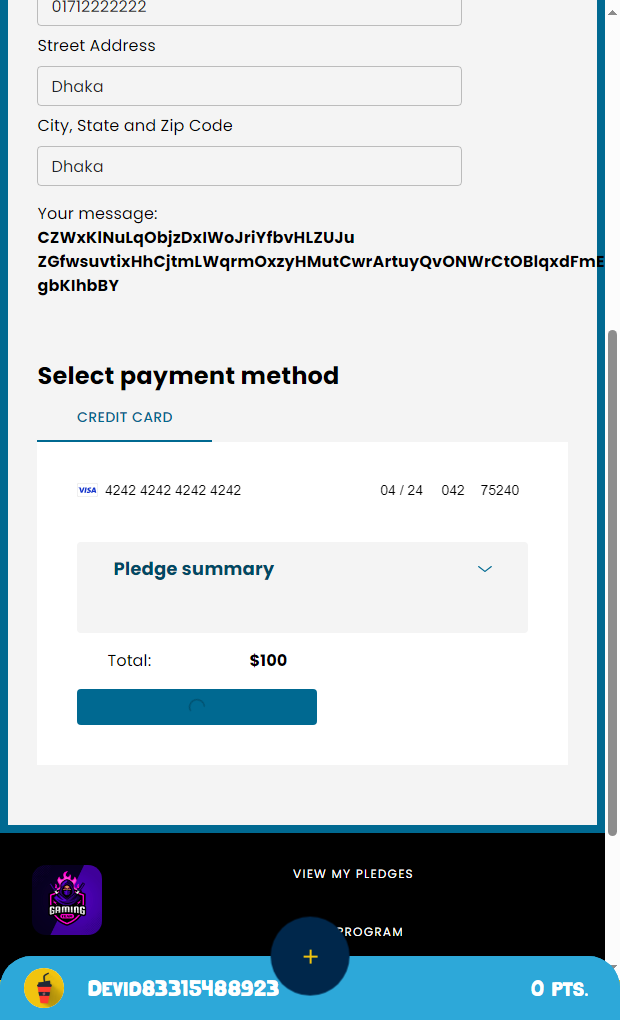 01712222222
Street Address
Dhaka
City, State and Zip Code
Dhaka
Your message:
CZWxKlNuLqObjzDxIWoJriYfbvHLZUJu
ZGfwsuvtixHhCjtmLWqrmOxzyHMutCwrArtuyQvONWrCtOBlqxdFmE
gbKIhbBY
Select payment method
CREDIT CARD
VISA 4242 4242 4242 4242 04 / 24 042 75240
Pledge summary
Total: $100
VIEW MY PLEDGES
GAMING
PROGRAM
+
Devid83315488923 0 PTS.